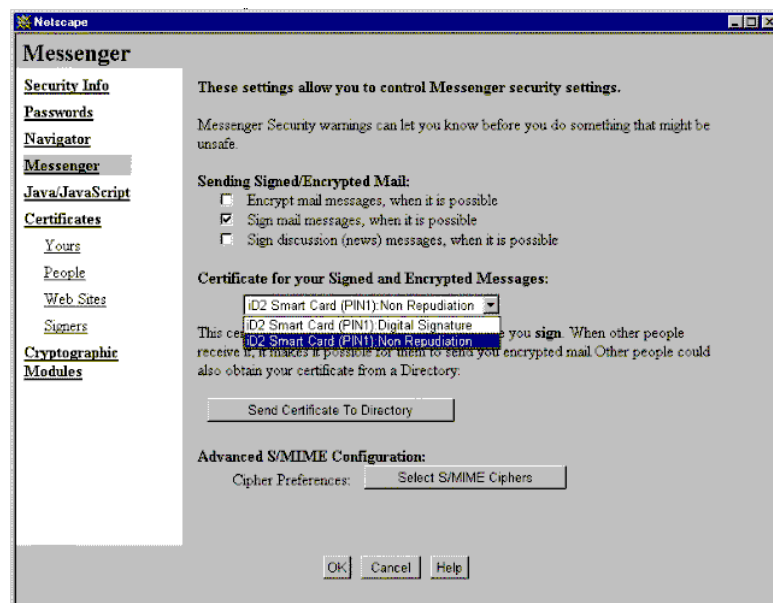 Netscape
Messenger
Security Info
Passwords
Navigator
Messenger
Java/JavaScript
Certificates
Yours
People
Web Sites
Signers
Cryptographic
Modules
These settings allow you to control Messenger security settings.
Messenger Security warnings can let you know before you do something that might be
unsafe.
Sending Signed/Encrypted Mail:
Encrypt mail messages, when it is possible
Sign mail messages, when it is possible
Sign discussion (news) messages, when it is possible
Certificate for your Signed and Encrypted Messages:
iD2 Smart Card (PIN1):Non Repudiation
iD2 Smart Card (PIN1):Digital Signature
iD2 Smart Card (PIN1):Non Repudiation
This ce you sign. When other people
receive it, it makes it possible for them to send you encrypted mail.Other people could
also obtain your certificate from a Directory:
Send Certificate To Directory
Advanced S/MIME Configuration:
Cipher Preferences: Select S/MIME Ciphers
OK Cancel Help